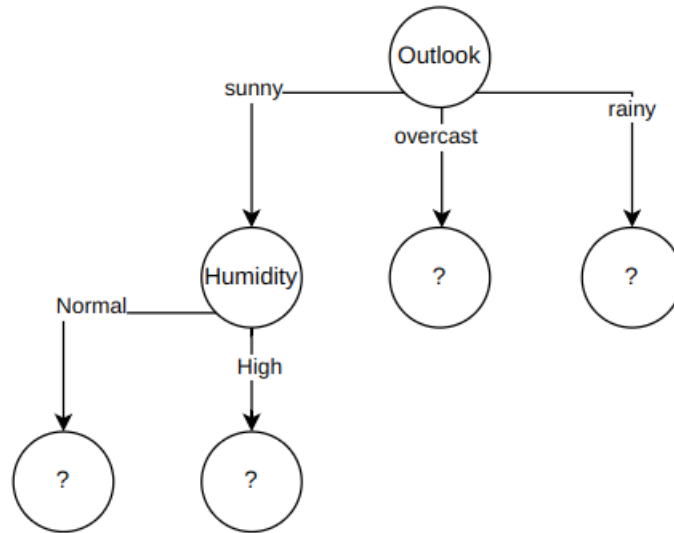 Outlook
sunny
overcast
rainy
Humidity
?
?
Normal
High
?
?